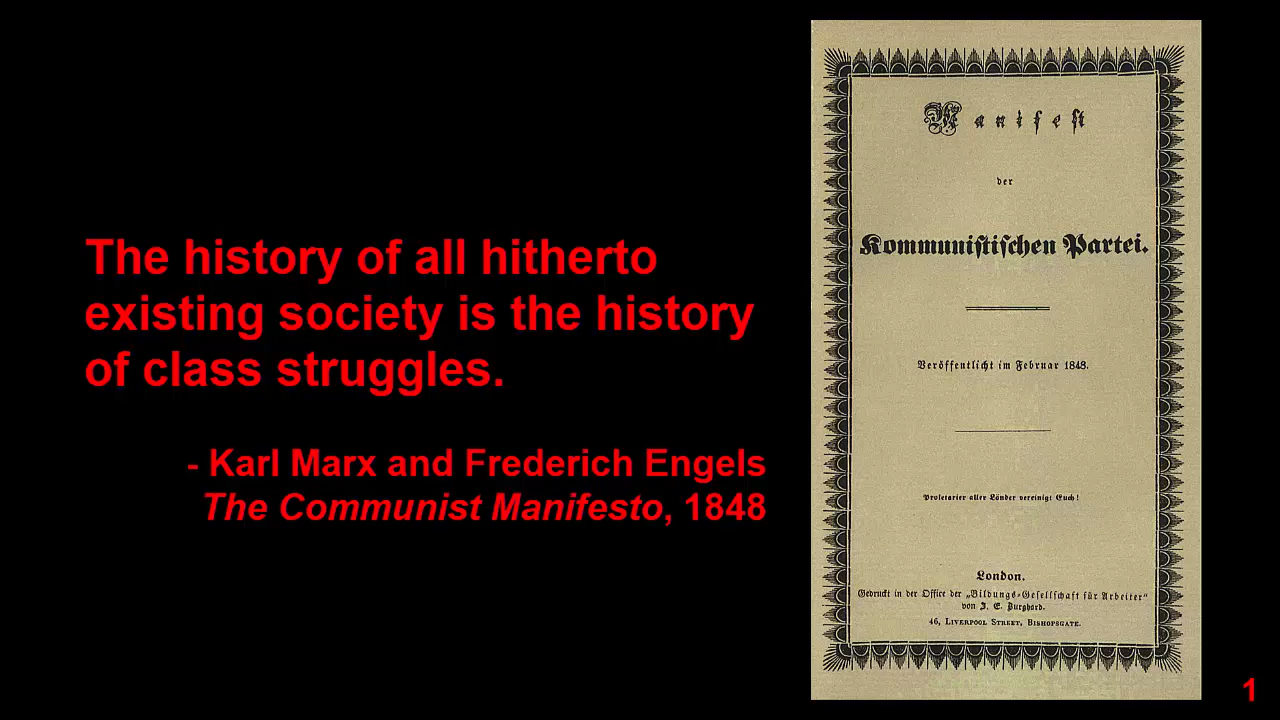 The history of all hitherto
existing society is the history
of class struggles.
- Karl Marx and Frederich Engels
The Communist Manifesto, 1848
Manifest
der
Kommunistischen Partei.
Veröffentlicht im Februar 1848.
Proletarier aller Länder vereinigt Euch!
London.
Gedruckt in der Office der „Bildungs-Gesellschaft für Arbeiter“
von J. E. Burghard.
46, Liverpool Street, Bishopsgate.
1